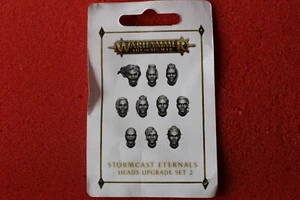 WARHAMMER
AGE OF SIGMAR
STORMCAST ETERNALS
HEADS UPGRADE SET 2